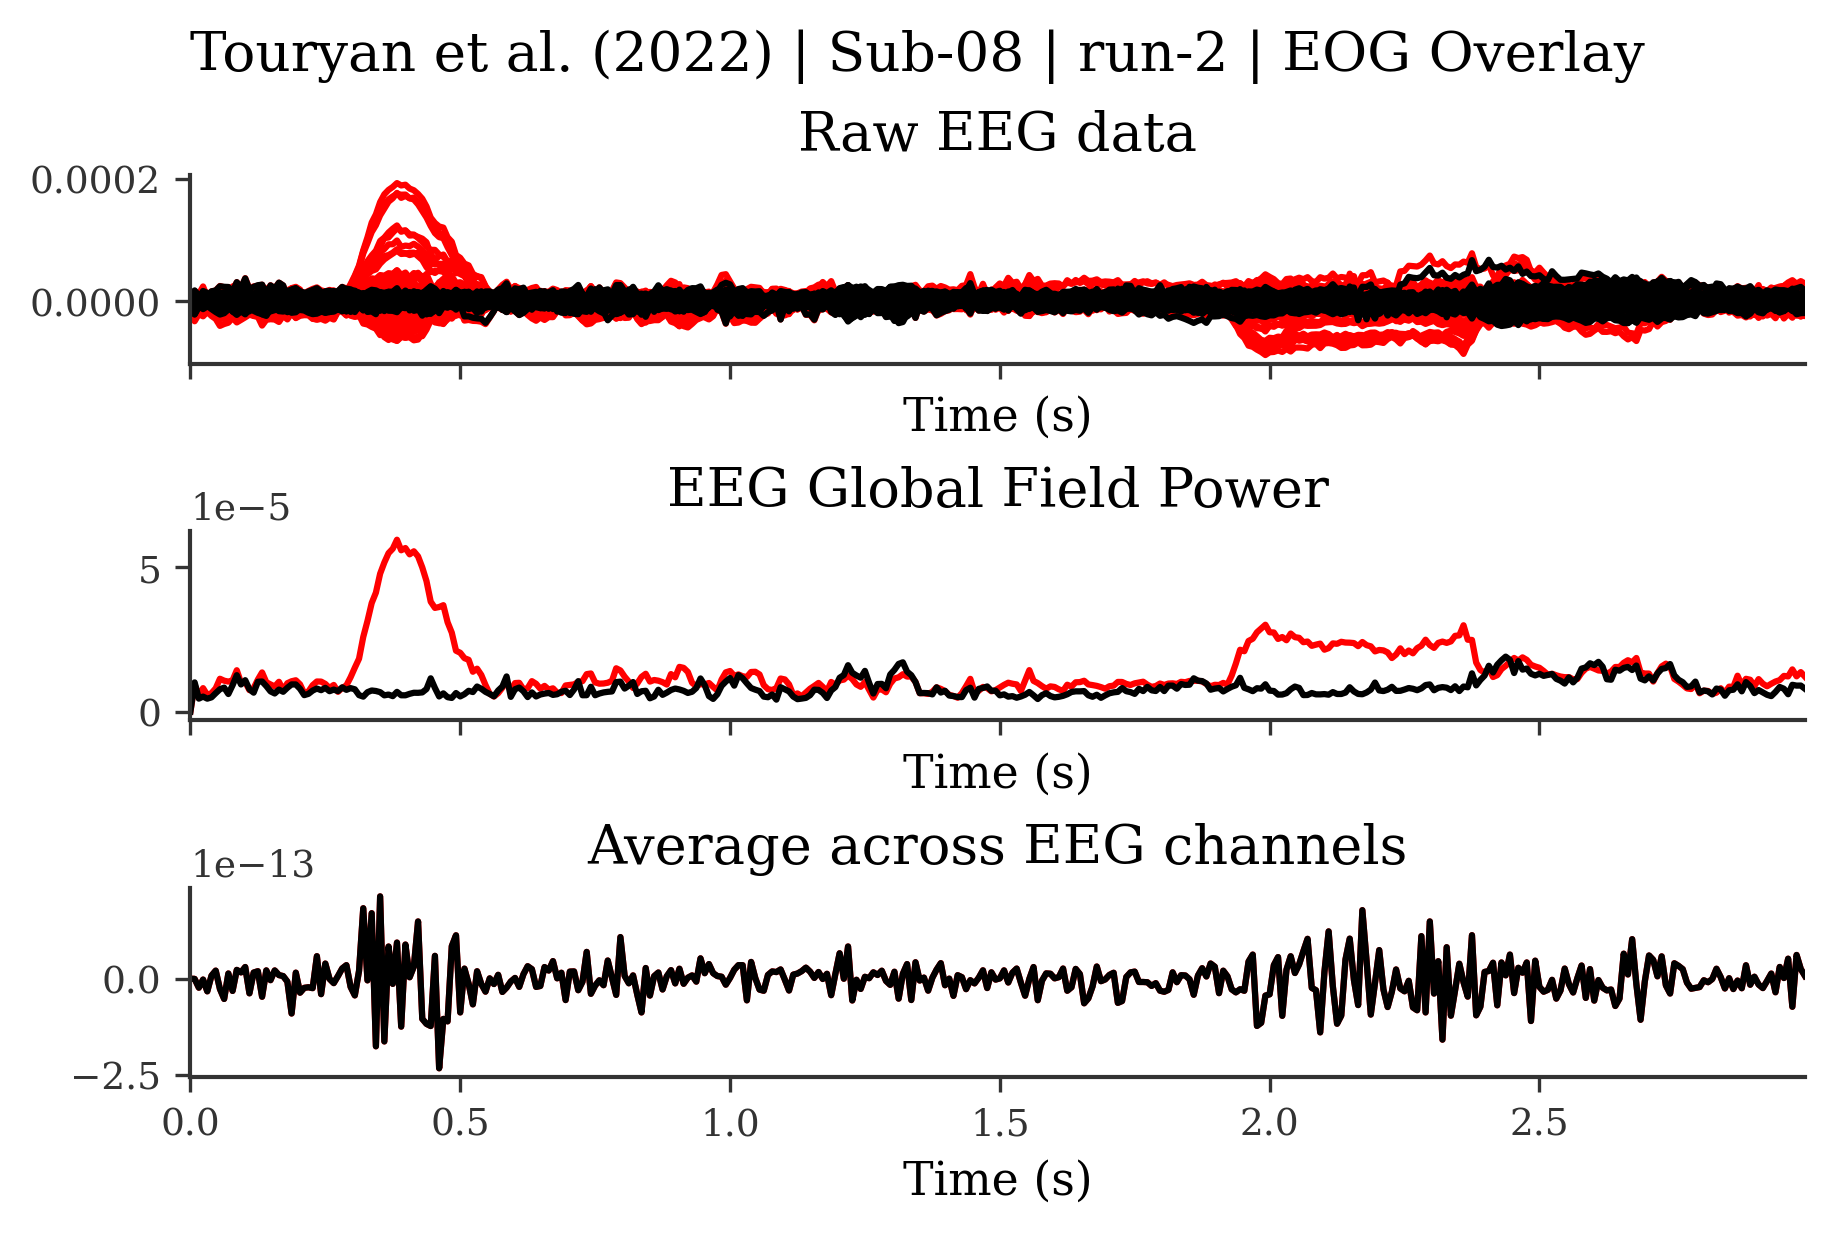 Touryan et al. (2022) | Sub-08 | run-2 | EOG Overlay
Raw EEG data
0.0002
0.0000
Time (s)
EEG Global Field Power
1e−5
5
0
Time (s)
Average across EEG channels
1e−13
0.0
−2.5
0.0 0.5 1.0 1.5 2.0 2.5
Time (s)